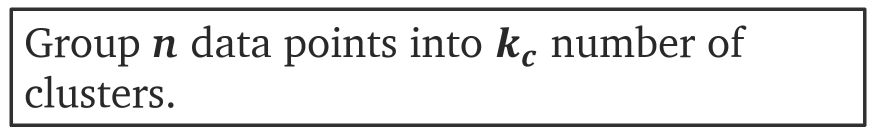 Group n data points into k_c number of
clusters.